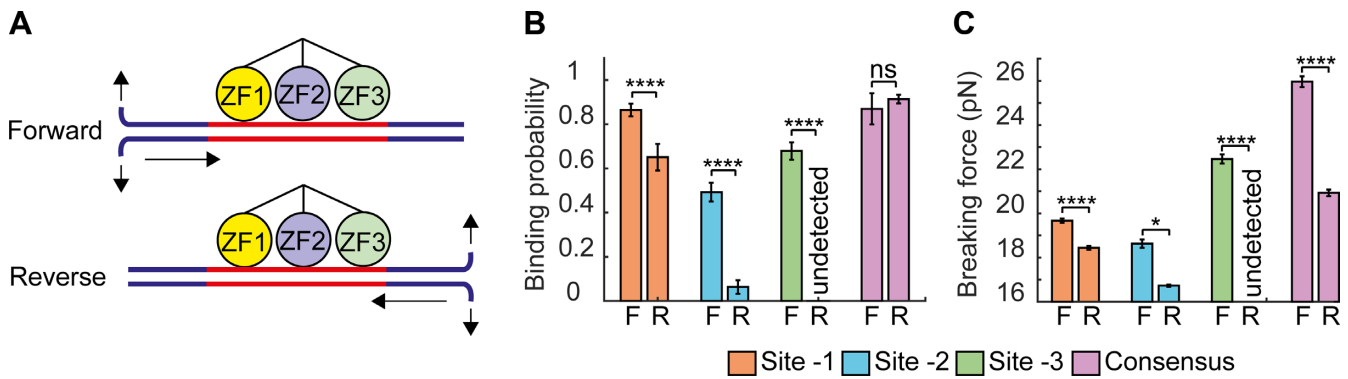 A
ZF1 ZF2 ZF3
Forward
ZF1 ZF2 ZF3
Reverse
B
Binding probability
1
0.8
0.6
0.4
0.2
0
****
****
****
undetected
ns
F R F R F R F R
C
Breaking force (pN)
26
24
22
20
18
16
****
*
****
undetected
****
F R F R F R F R
Site -1 Site -2 Site -3 Consensus